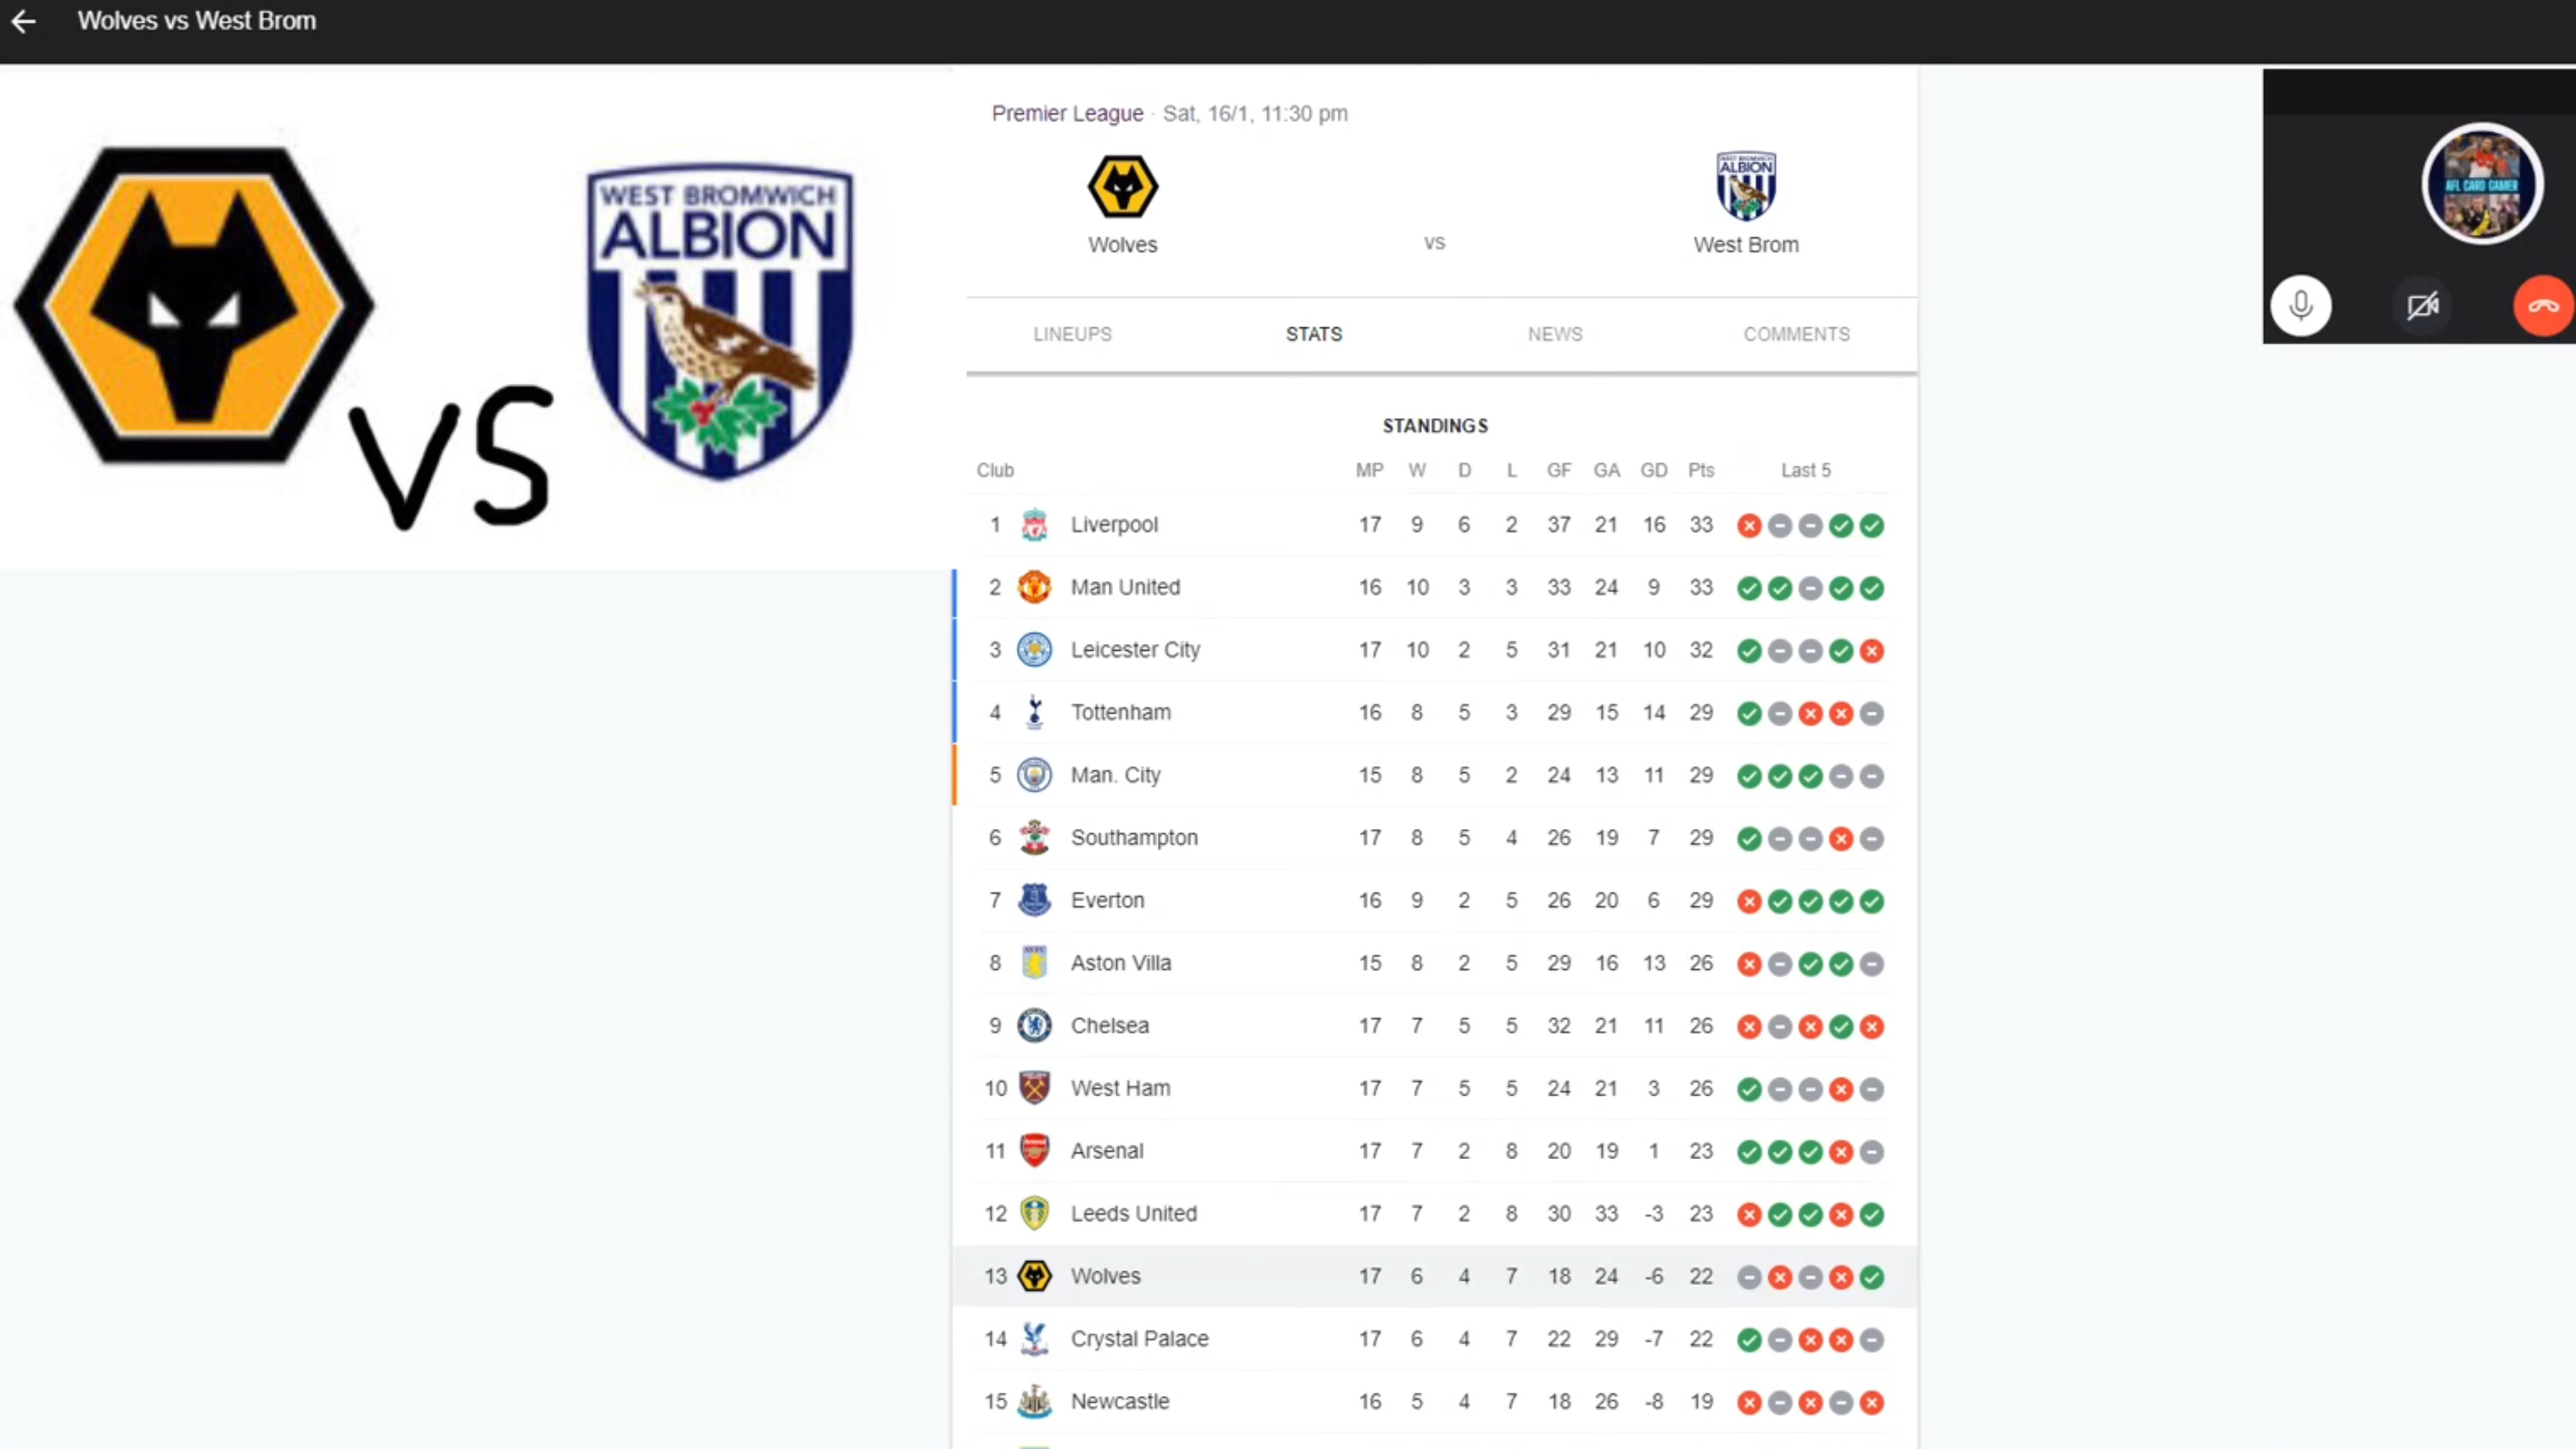 Wolves vs West Brom
WEST BROMWICH
ALBION
VS
Premier League · Sat, 16/1, 11:30 pm
WEST BROMWICH
ALBION
Wolves vs West Brom
AFL CARD GAMER
LINEUPS STATS NEWS COMMENTS
STANDINGS
Club MP W D L GF GA GD Pts Last 5
1 Liverpool 17 9 6 2 37 21 16 33
2 Man United 16 10 3 3 33 24 9 33
3 Leicester City 17 10 2 5 31 21 10 32
4 Tottenham 16 8 5 3 29 15 14 29
5 Man. City 15 8 5 2 24 13 11 29
6 Southampton 17 8 5 4 26 19 7 29
7 Everton 16 9 2 5 26 20 6 29
8 Aston Villa 15 8 2 5 29 16 13 26
9 Chelsea 17 7 5 5 32 21 11 26
10 West Ham 17 7 5 5 24 21 3 26
11 Arsenal 17 7 2 8 20 19 1 23
12 Leeds United 17 7 2 8 30 33 -3 23
13 Wolves 17 6 4 7 18 24 -6 22
14 Crystal Palace 17 6 4 7 22 29 -7 22
15 Newcastle 16 5 4 7 18 26 -8 19